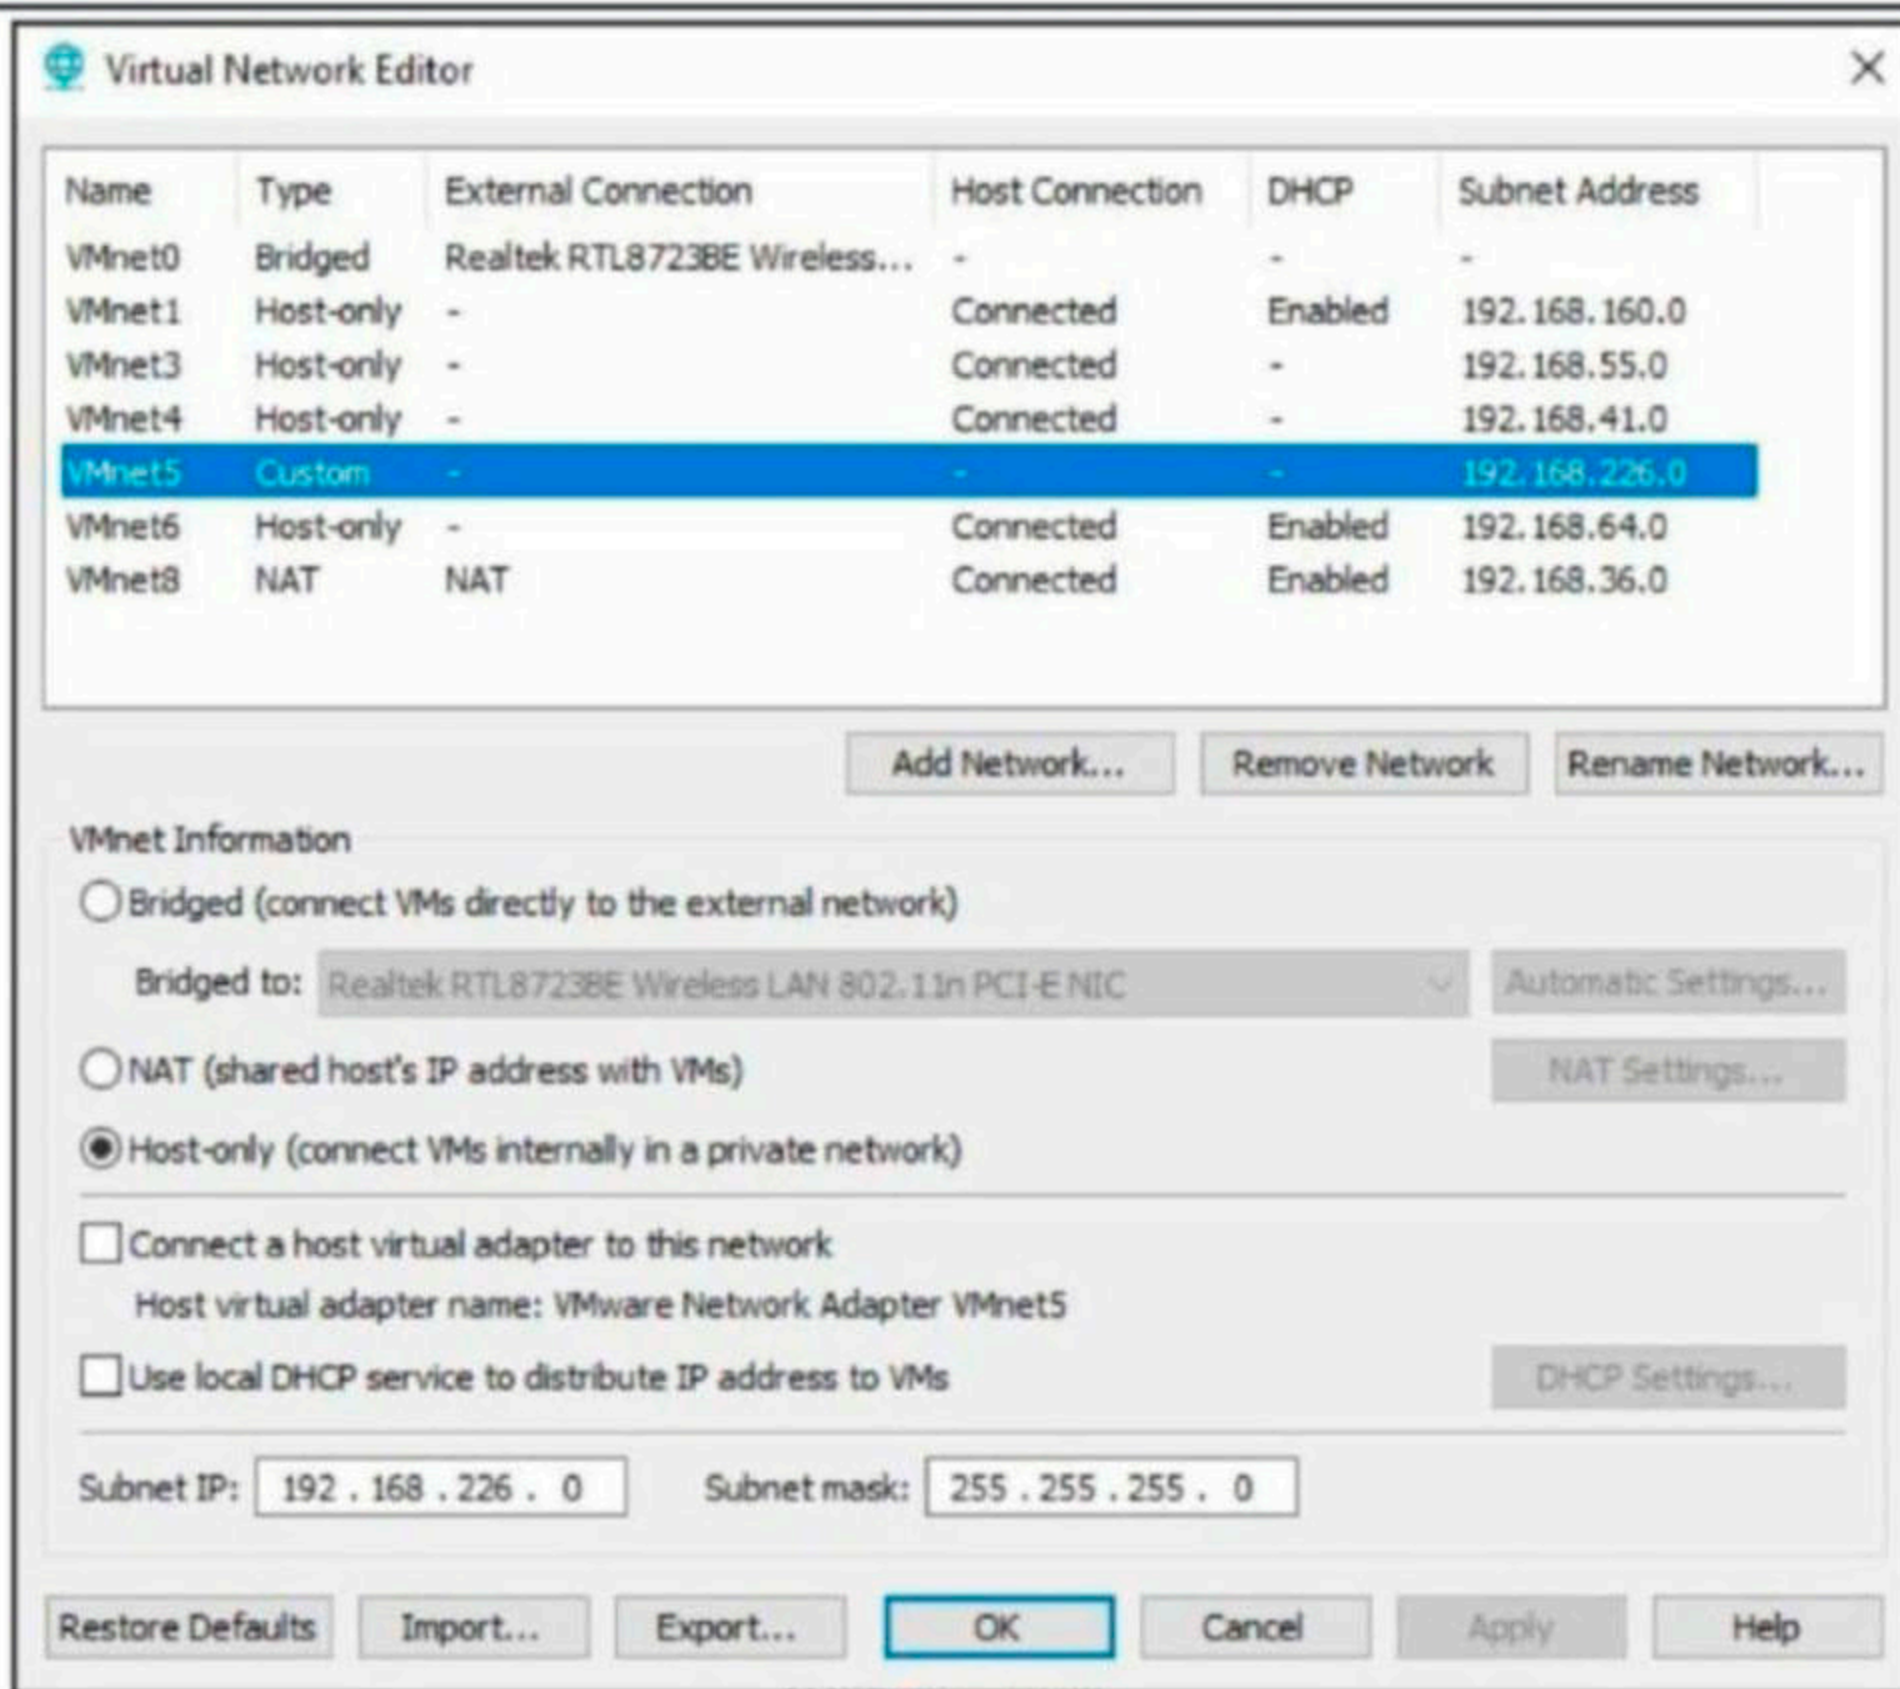 Virtual Network Editor
Name Type External Connection Host Connection DHCP Subnet Address
VMnet0 Bridged Realtek RTL8723BE Wireless... - - -
VMnet1 Host-only - Connected Enabled 192.168.160.0
VMnet3 Host-only - Connected - 192.168.55.0
VMnet4 Host-only - Connected - 192.168.41.0
VMnet5 Custom - - - 192.168.226.0
VMnet6 Host-only - Connected Enabled 192.168.64.0
VMnet8 NAT NAT Connected Enabled 192.168.36.0
Add Network... Remove Network Rename Network...
VMnet Information
Bridged (connect VMs directly to the external network)
Bridged to: Realtek RTL8723BE Wireless LAN 802.11n PCI-E NIC Automatic Settings...
NAT (shared host's IP address with VMs) NAT Settings...
Host-only (connect VMs internally in a private network)
Connect a host virtual adapter to this network
Host virtual adapter name: VMware Network Adapter VMnet5
Use local DHCP service to distribute IP address to VMs DHCP Settings...
Subnet IP: 192 . 168 . 226 . 0 Subnet mask: 255 . 255 . 255 . 0
Restore Defaults Import... Export... OK Cancel Apply Help